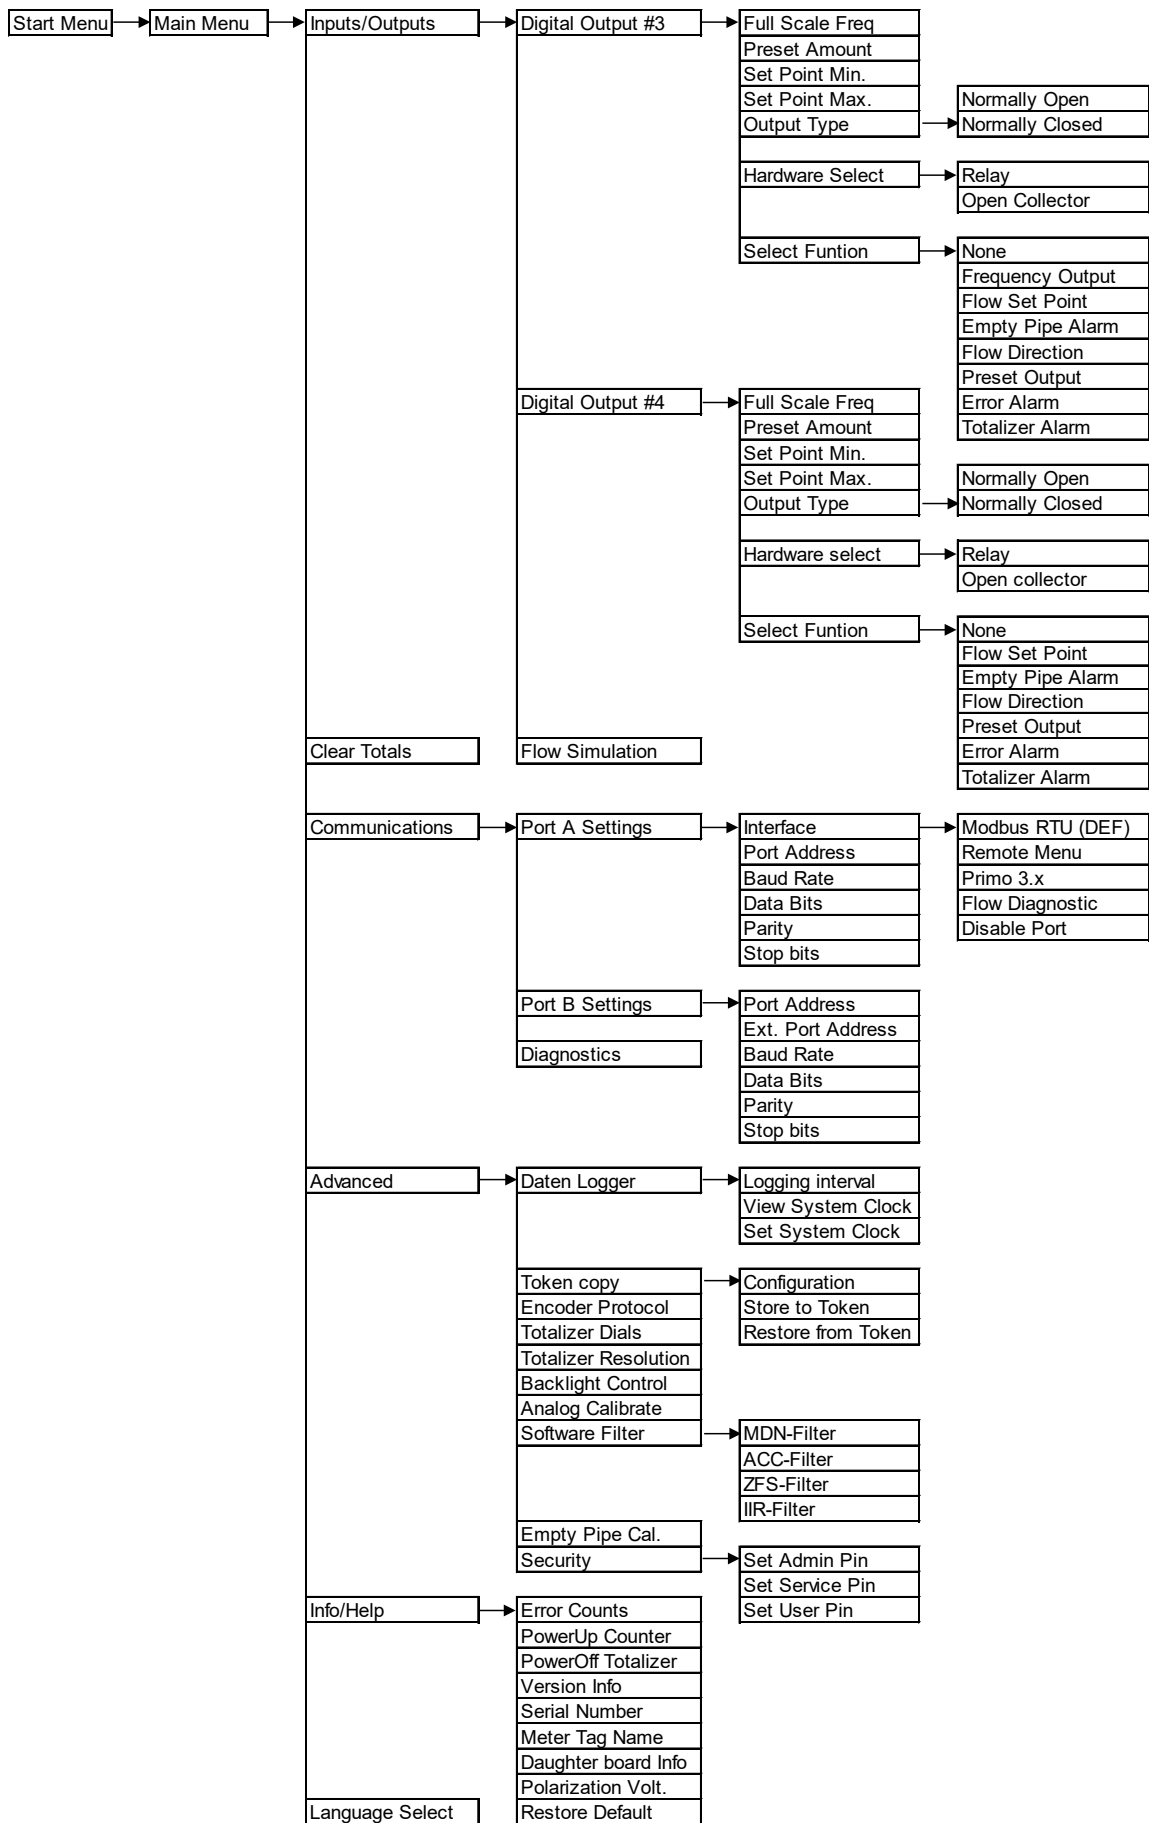 Start Menu
Main Menu
Inputs/Outputs
Digital Output #3
Full Scale Freq
Preset Amount
Set Point Min.
Set Point Max.
Output Type
Normally Open
Normally Closed
Hardware Select
Relay
Open Collector
Select Funtion
None
Frequency Output
Flow Set Point
Empty Pipe Alarm
Flow Direction
Preset Output
Error Alarm
Totalizer Alarm
Digital Output #4
Full Scale Freq
Preset Amount
Set Point Min.
Set Point Max.
Output Type
Normally Open
Normally Closed
Hardware select
Relay
Open collector
Select Funtion
None
Flow Set Point
Empty Pipe Alarm
Flow Direction
Preset Output
Error Alarm
Totalizer Alarm
Flow Simulation
Clear Totals
Communications
Port A Settings
Interface
Port Address
Baud Rate
Data Bits
Parity
Stop bits
Modbus RTU (DEF)
Remote Menu
Primo 3.x
Flow Diagnostic
Disable Port
Port B Settings
Port Address
Ext. Port Address
Baud Rate
Data Bits
Parity
Stop bits
Diagnostics
Advanced
Daten Logger
Logging interval
View System Clock
Set System Clock
Token copy
Configuration
Store to Token
Restore from Token
Encoder Protocol
Totalizer Dials
Totalizer Resolution
Backlight Control
Analog Calibrate
Software Filter
MDN-Filter
ACC-Filter
ZFS-Filter
IIR-Filter
Empty Pipe Cal.
Security
Set Admin Pin
Set Service Pin
Set User Pin
Info/Help
Error Counts
PowerUp Counter
PowerOff Totalizer
Version Info
Serial Number
Meter Tag Name
Daughter board Info
Polarization Volt.
Restore Default
Language Select